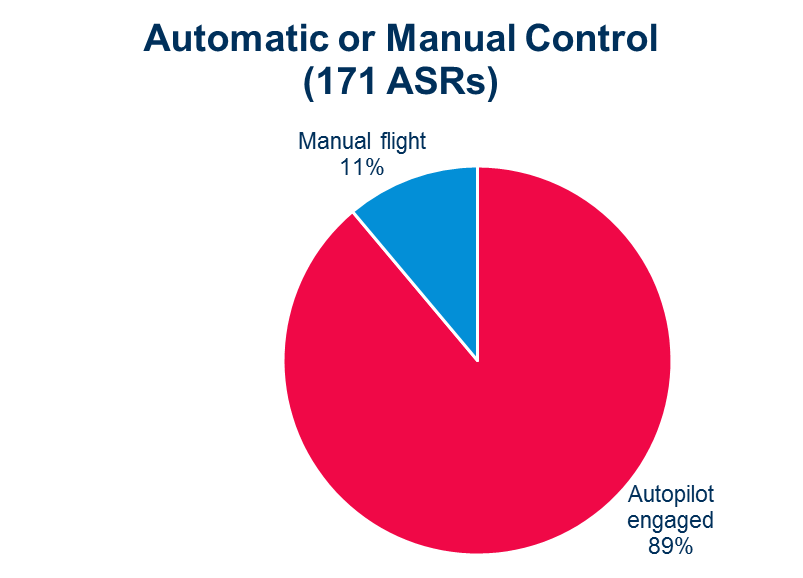 Automatic or Manual Control
(171 ASRs)
Manual flight
11%
Autopilot
engaged
89%